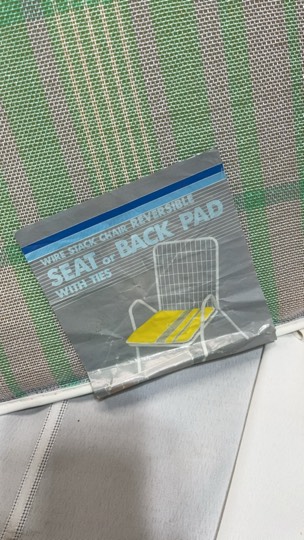 WIRE STACK CHAIR REVERSIBLE
SEAT or BACK PAD
WITH TIES